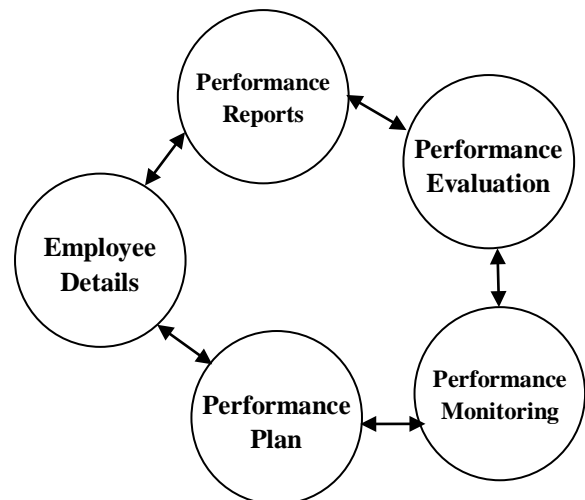 Performance
Reports
Performance
Evaluation
Employee
Details
Performance
Monitoring
Performance
Plan